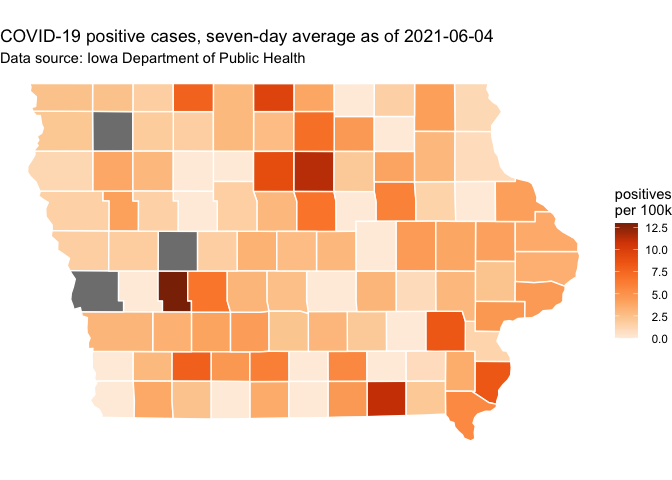 COVID-19 positive cases, seven-day average as of 2021-06-04
Data source: Iowa Department of Public Health
positives
per 100k
12.5
10.0
7.5
5.0
2.5
0.0